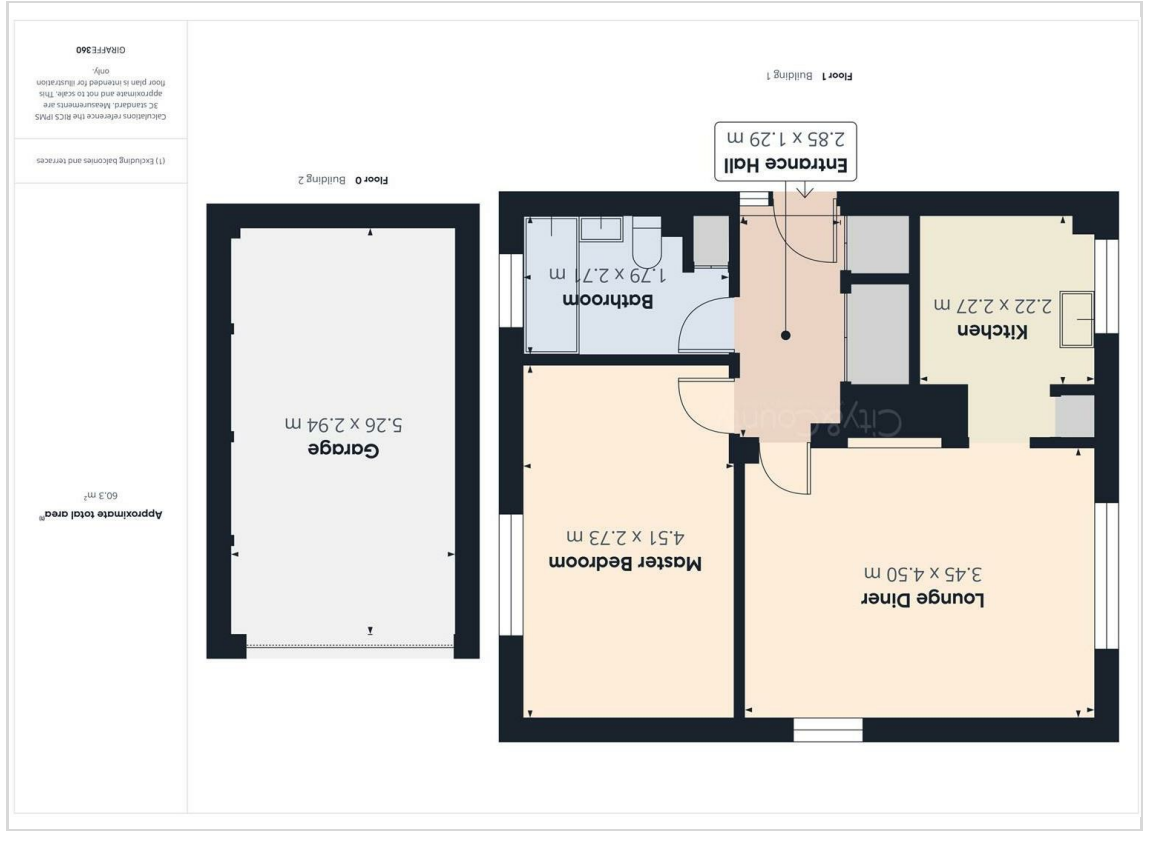 Garage
5.26 x 2.94 m
Floor 0 Building 2
Lounge Diner
3.45 x 4.50 m
Master Bedroom
4.51 x 2.73 m
Kitchen
2.22 x 2.27 m
Bathroom
1.79 x 2.71 m
Entrance Hall
2.85 x 1.29 m
Floor 1 Building 1
City&Country
Approximate total area⁽¹⁾
60.3 m²
(1) Excluding balconies and terraces
Calculations reference the RICS IPMS
3C standard. Measurements are
approximate and not to scale. This
floor plan is intended for illustration
only.
GIRAFFE360